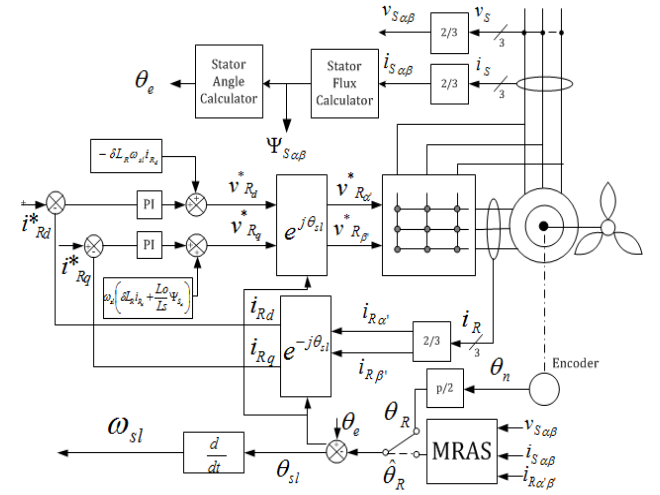 v_Sαβ
2/3
v_S
3
θ_e
Stator
Angle
Calculator
Stator
Flux
Calculator
i_Sαβ
2/3
i_S
3
Ψ_Sαβ
− δL_R ω_sl i_Rd
i*_Rd
PI
v*_Rd
e^jθ_sl
v*_Rα'
i*_Rq
PI
v*_Rq
v*_Rβ'
ω_sl(δL_R i_Rq + Lo/Ls Ψ_Sd)
i_Rd
e^−jθ_sl
i_Rα'
2/3
i_R
3
i_Rq
i_Rβ'
Encoder
p/2
θ_n
θ_R
ω_sl
d/dt
θ_sl
θ_e
θ̂_R
MRAS
v_Sαβ
i_Sαβ
i_Rα'β'